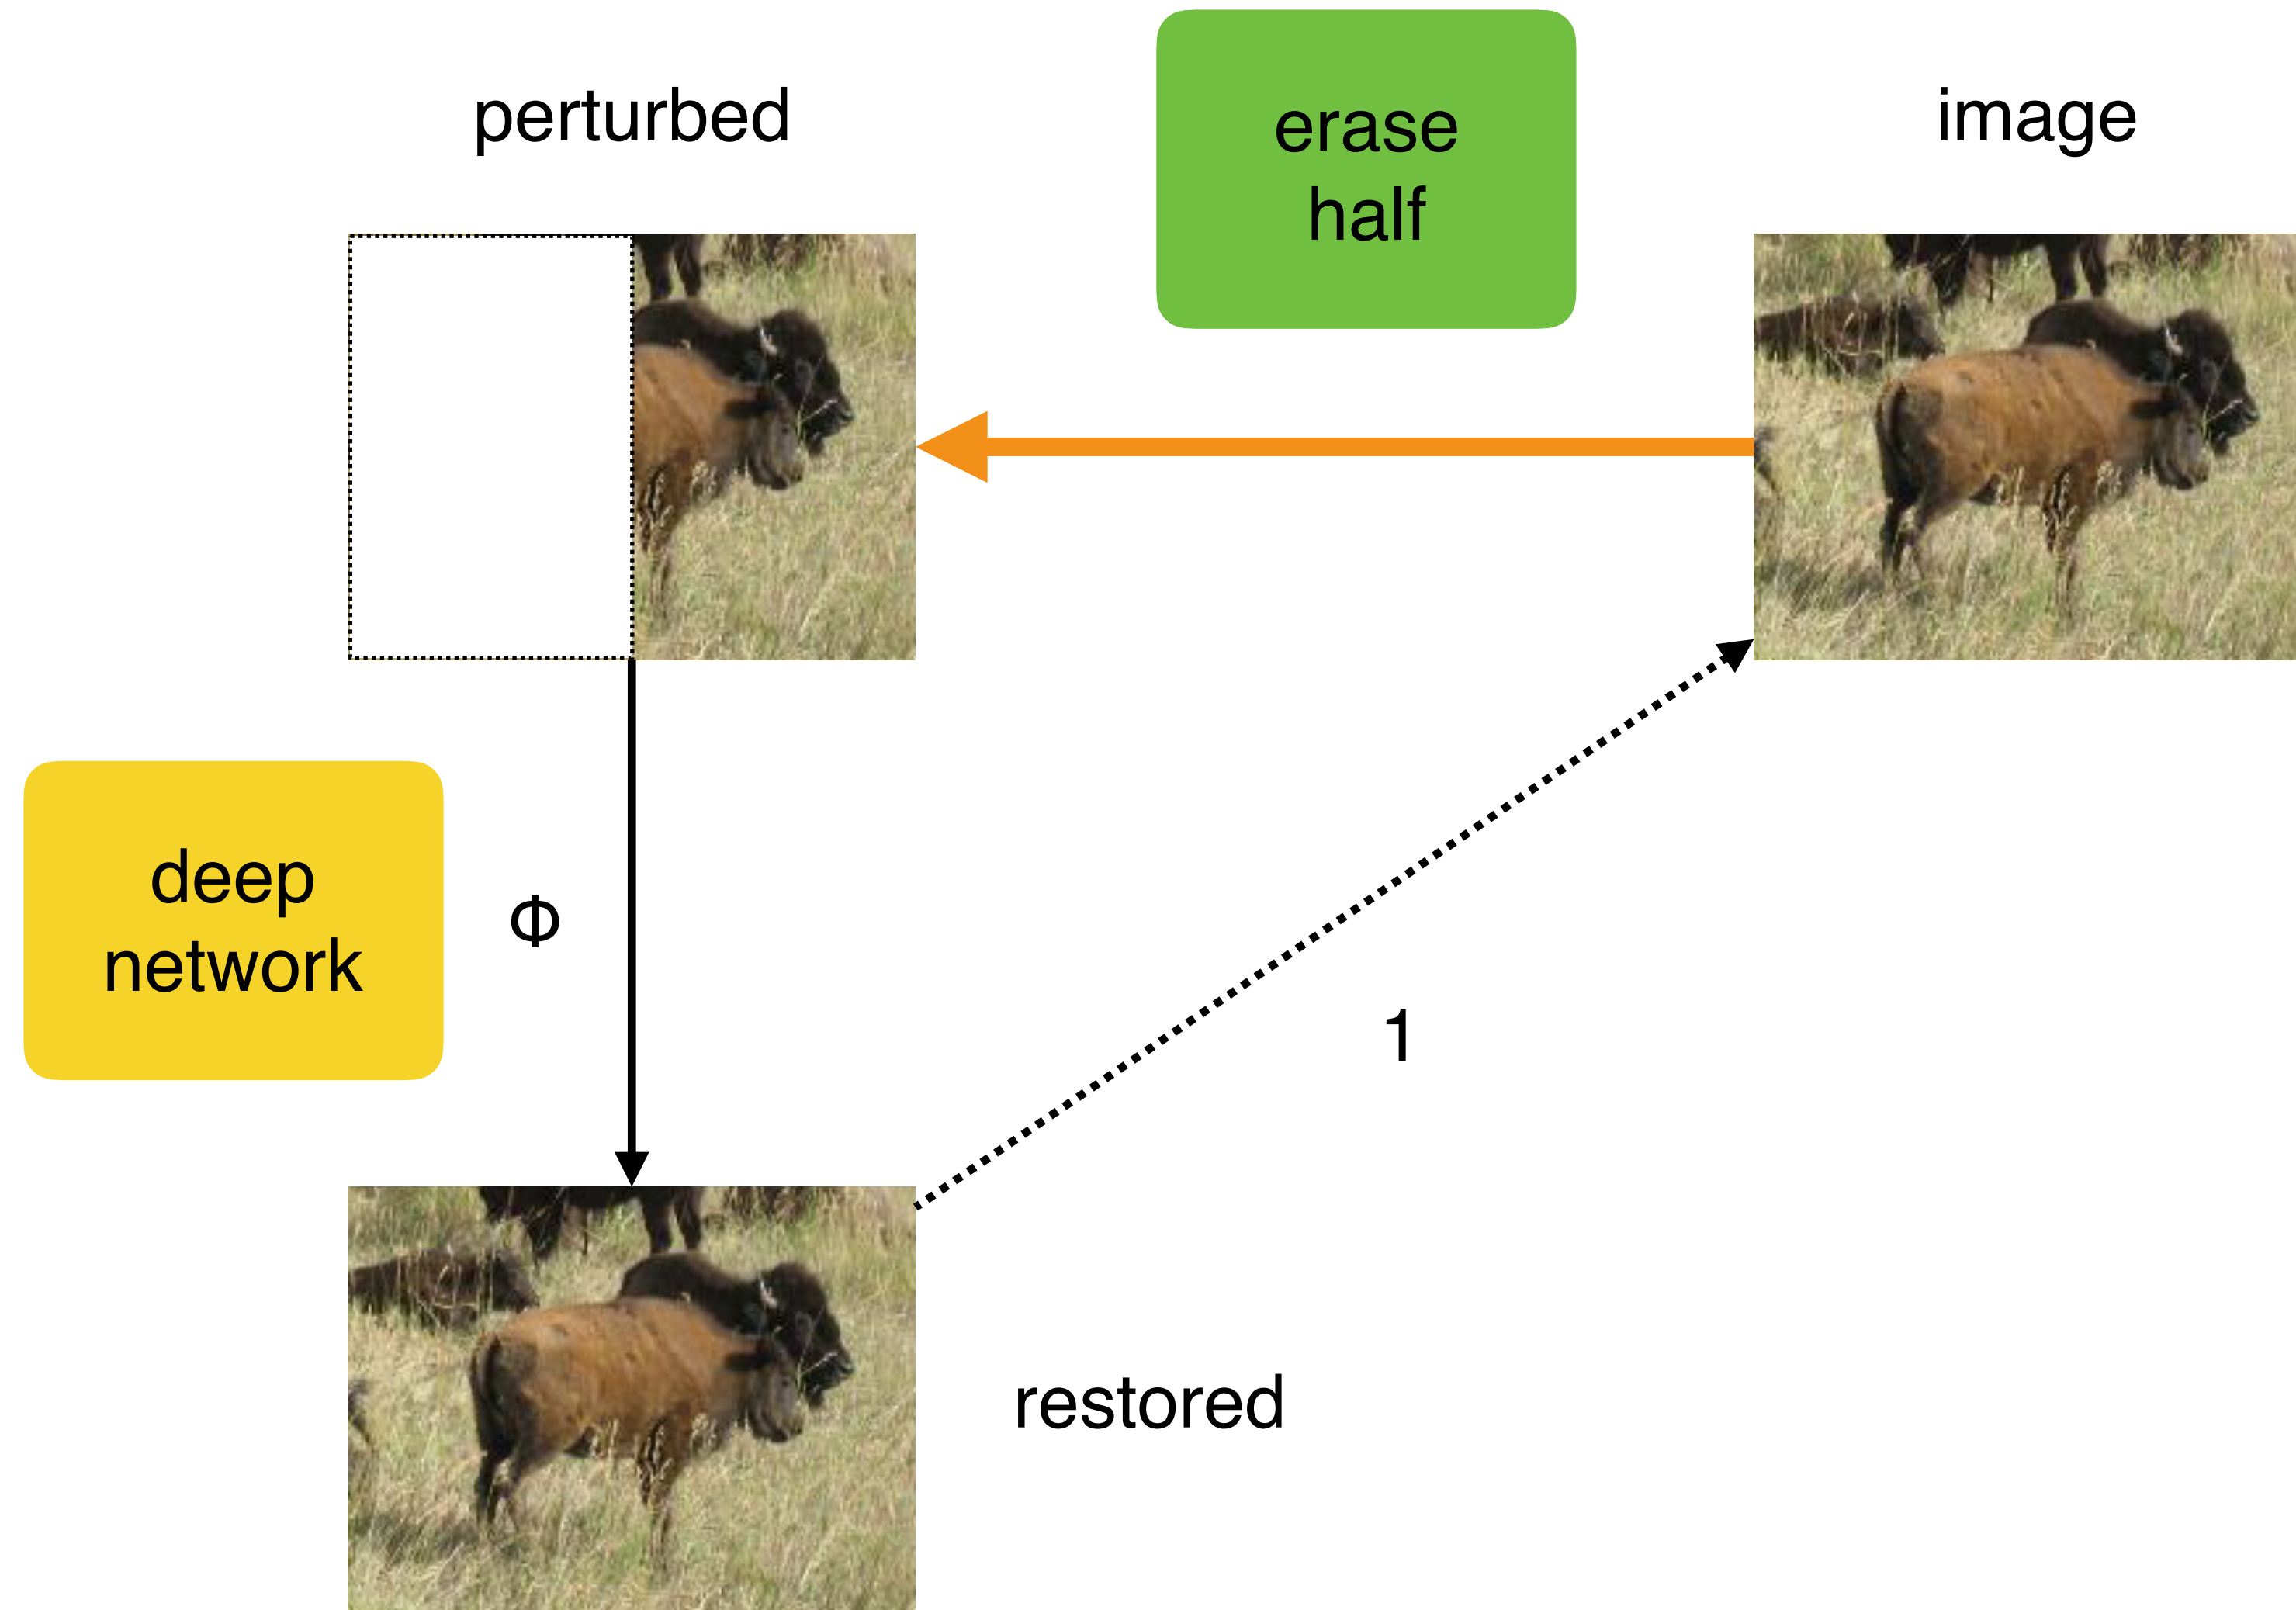 perturbed
erase
half
image
deep
network
Φ
1
restored